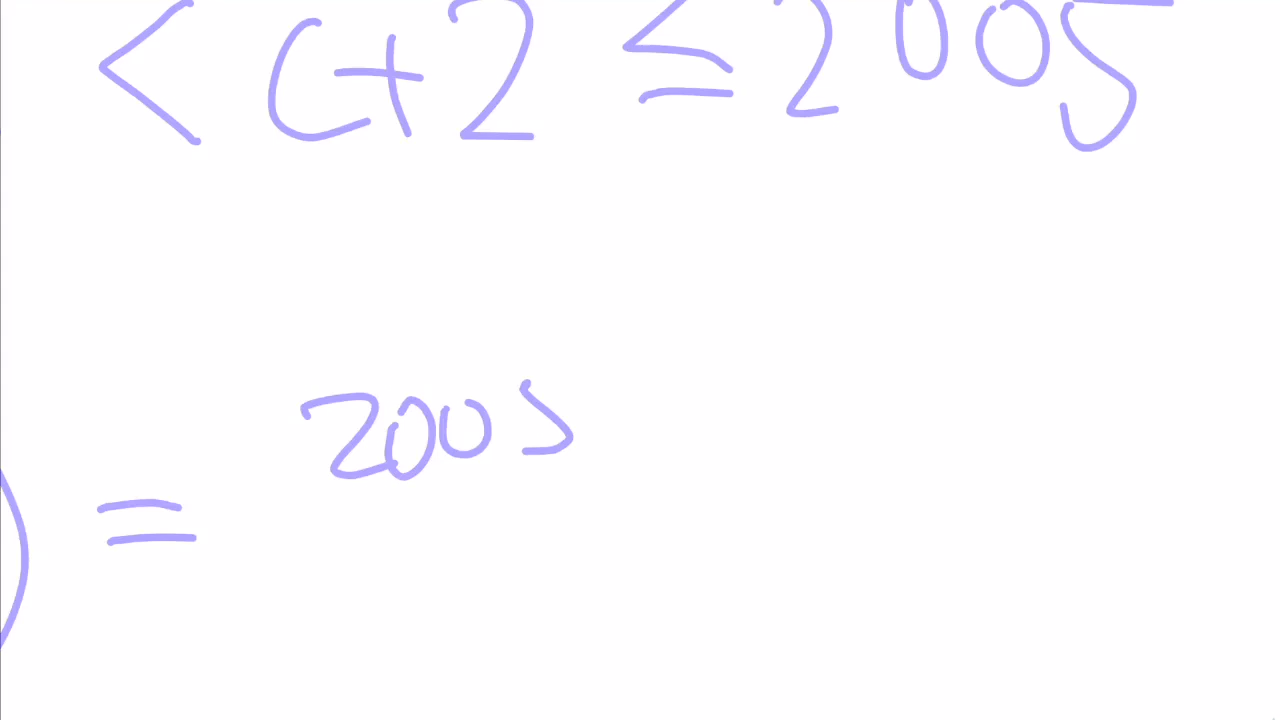 < c+2 ≤ 2005
) = 2005